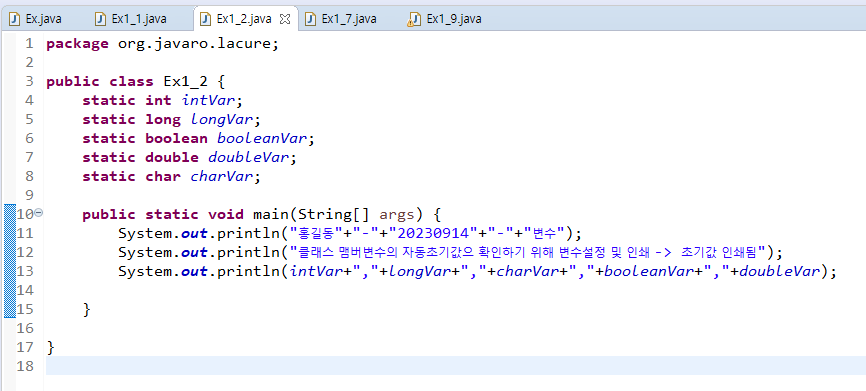 Ex.java Ex1_1.java Ex1_2.java Ex1_7.java Ex1_9.java
1 package org.javaro.lacure;
2
3 public class Ex1_2 {
4 static int intVar;
5 static long longVar;
6 static boolean booleanVar;
7 static double doubleVar;
8 static char charVar;
9
10 public static void main(String[] args) {
11 System.out.println("홍길동"+"-"+"20230914"+"-"+"변수");
12 System.out.println("클래스 맴버변수의 자동초기값으 확인하기 위해 변수설정 및 인쇄 -> 초기값 인쇄됨");
13 System.out.println(intVar+","+longVar+","+charVar+","+booleanVar+","+doubleVar);
14
15 }
16
17 }
18